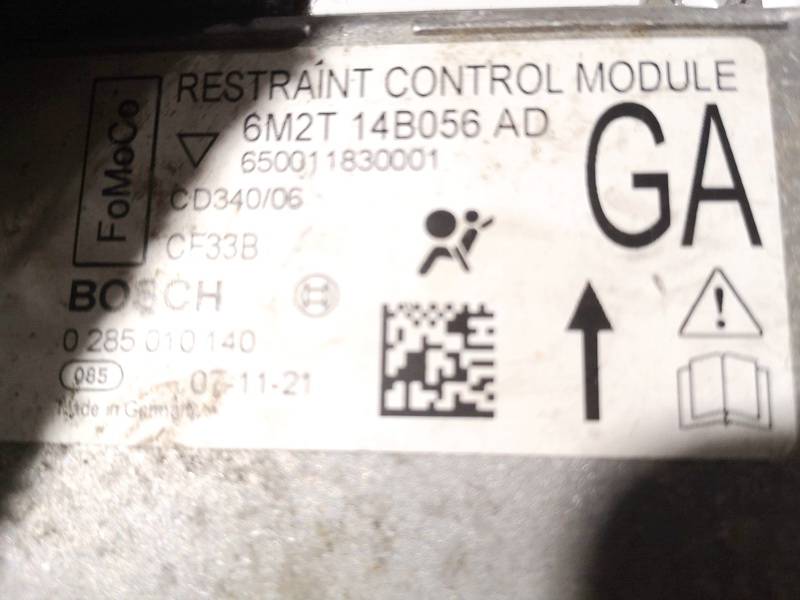 FoMoCo
RESTRAINT CONTROL MODULE
6M2T 14B056 AD
650011830001
GA
CD340/06
CF33B
BOSCH
0 285 010 140
085
07-11-21
Made in Germany